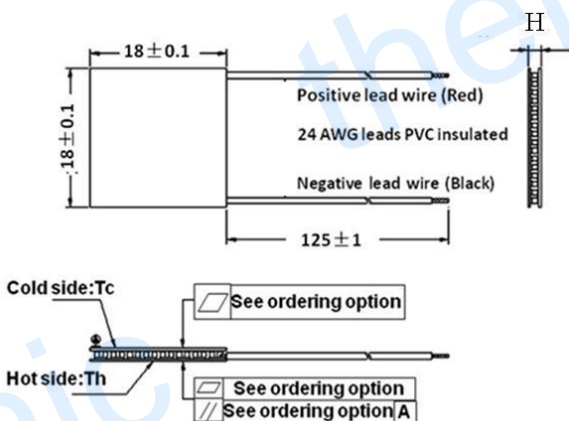 H
18±0.1
18±0.1
Positive lead wire (Red)
24 AWG leads PVC insulated
Negative lead wire (Black)
125±1
Cold side:Tc
See ordering option
Hot side:Th
See ordering option
See ordering option A